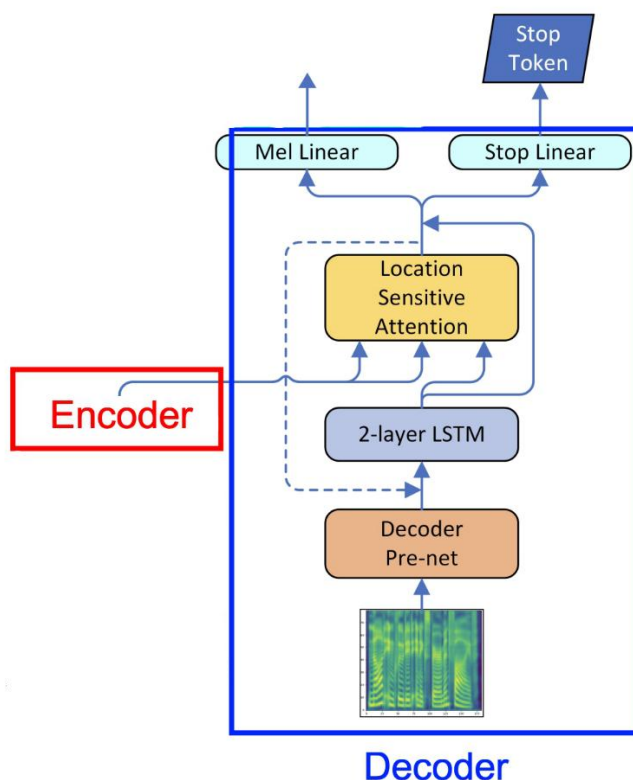 Stop
Token
Mel Linear
Stop Linear
Location
Sensitive
Attention
Encoder
2-layer LSTM
Decoder
Pre-net
Decoder